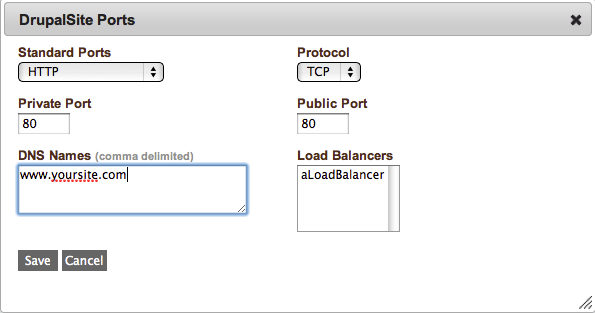 DrupalSite Ports
Standard Ports
Protocol
HTTP
TCP
Private Port
Public Port
80
80
DNS Names (comma delimited)
Load Balancers
www.yoursite.com
aLoadBalancer
Save
Cancel